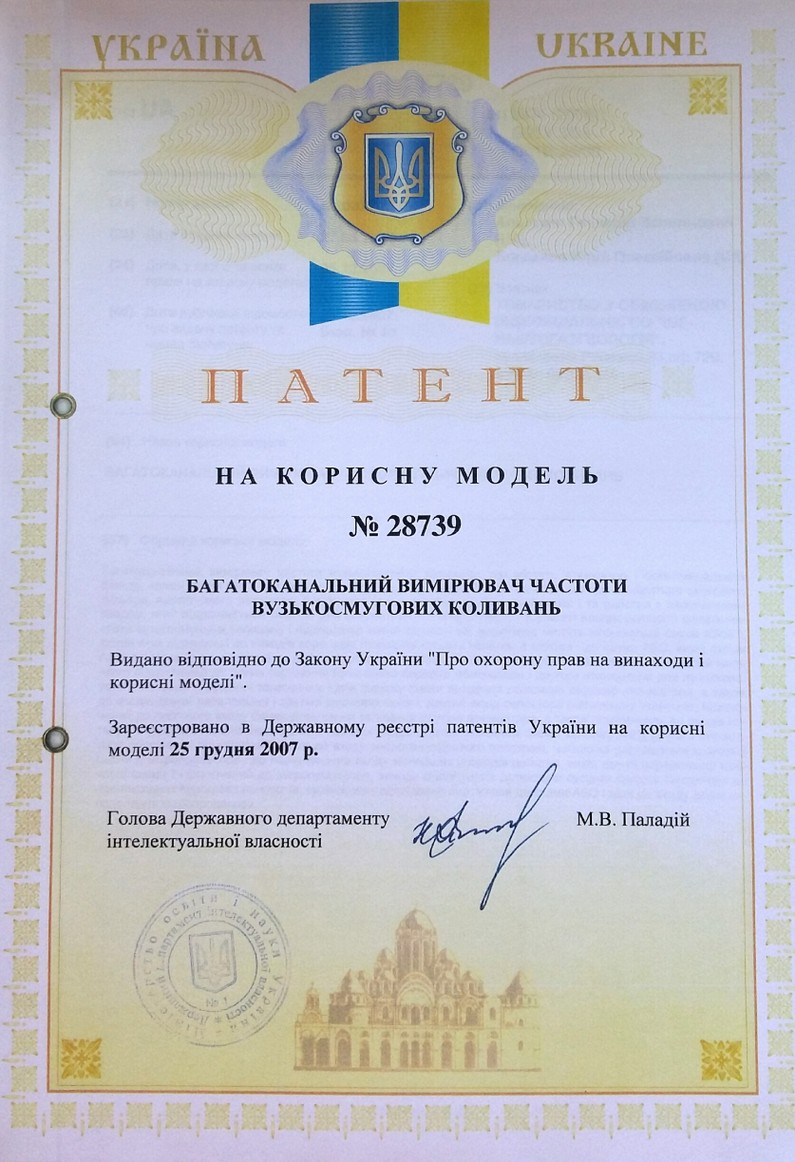 УКРАЇНА UKRAINE
ПАТЕНТ
НА КОРИСНУ МОДЕЛЬ
№ 28739
БАГАТОКАНАЛЬНИЙ ВИМІРЮВАЧ ЧАСТОТИ
ВУЗЬКОСМУГОВИХ КОЛИВАНЬ
Видано відповідно до Закону України "Про охорону прав на винаходи і
корисні моделі".
Зареєстровано в Державному реєстрі патентів України на корисні
моделі 25 грудня 2007 р.
Голова Державного департаменту
інтелектуальної власності
М.В. Паладій
Міністерство освіти і науки України
Державний департамент інтелектуальної власності
№ 1